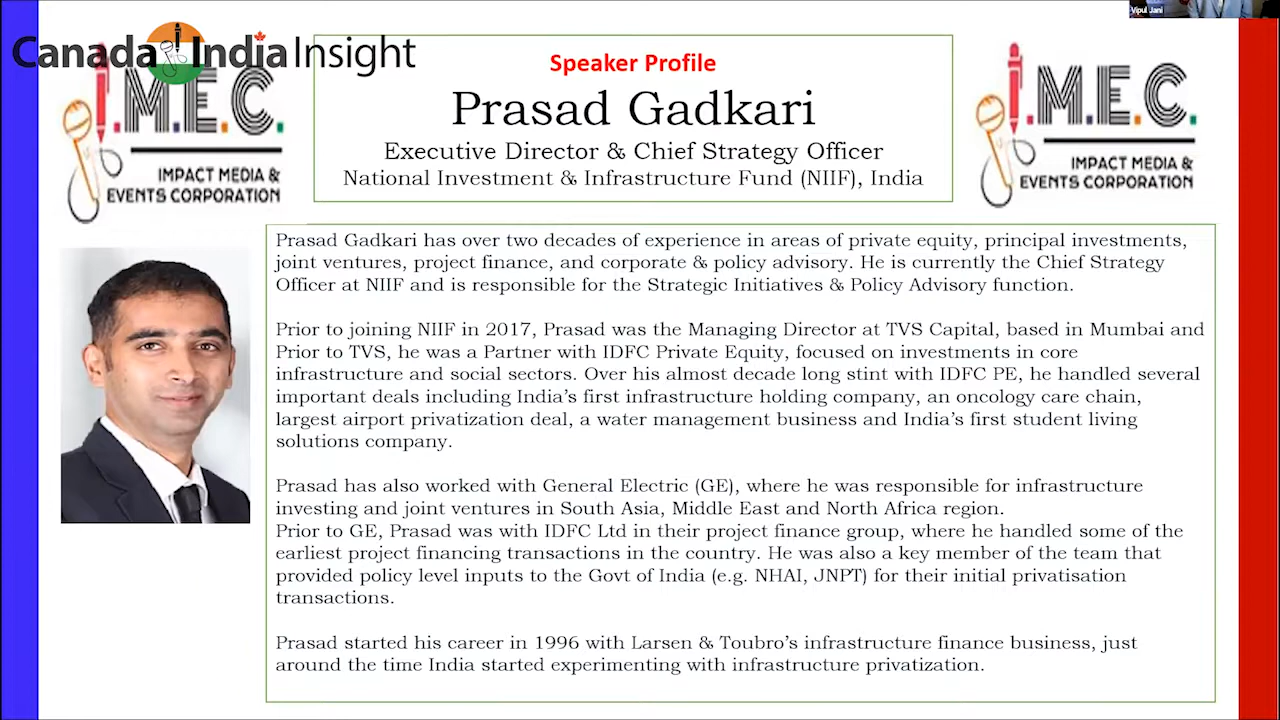 Vipul Jani
Canada India Insight
Speaker Profile
Prasad Gadkari
Executive Director & Chief Strategy Officer
National Investment & Infrastructure Fund (NIIF), India
I.M.E.C.
IMPACT MEDIA &
EVENTS CORPORATION
I.M.E.C.
IMPACT MEDIA &
EVENTS CORPORATION
Prasad Gadkari has over two decades of experience in areas of private equity, principal investments,
joint ventures, project finance, and corporate & policy advisory. He is currently the Chief Strategy
Officer at NIIF and is responsible for the Strategic Initiatives & Policy Advisory function.
Prior to joining NIIF in 2017, Prasad was the Managing Director at TVS Capital, based in Mumbai and
Prior to TVS, he was a Partner with IDFC Private Equity, focused on investments in core
infrastructure and social sectors. Over his almost decade long stint with IDFC PE, he handled several
important deals including India's first infrastructure holding company, an oncology care chain,
largest airport privatization deal, a water management business and India's first student living
solutions company.
Prasad has also worked with General Electric (GE), where he was responsible for infrastructure
investing and joint ventures in South Asia, Middle East and North Africa region.
Prior to GE, Prasad was with IDFC Ltd in their project finance group, where he handled some of the
earliest project financing transactions in the country. He was also a key member of the team that
provided policy level inputs to the Govt of India (e.g. NHAI, JNPT) for their initial privatisation
transactions.
Prasad started his career in 1996 with Larsen & Toubro's infrastructure finance business, just
around the time India started experimenting with infrastructure privatization.